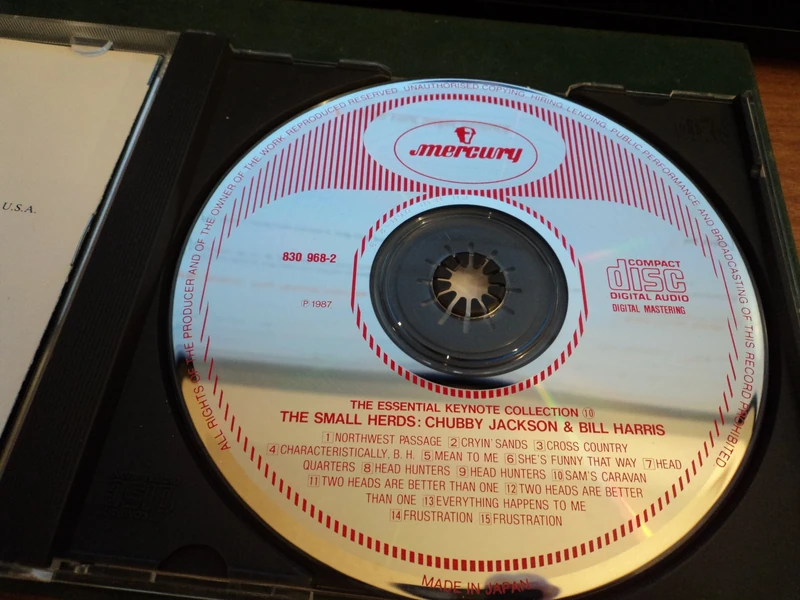 U.S.A.
ALL RIGHTS OF THE PRODUCER AND OF THE OWNER OF THE WORK REPRODUCED RESERVED. UNAUTHORISED COPYING, HIRING, LENDING, PUBLIC PERFORMANCE AND BROADCASTING OF THIS RECORD PROHIBITED.
mercury
830 968-2
COMPACT
disc
DIGITAL AUDIO
DIGITAL MASTERING
P 1987
THE ESSENTIAL KEYNOTE COLLECTION ⑩
THE SMALL HERDS: CHUBBY JACKSON & BILL HARRIS
1 NORTHWEST PASSAGE 2 CRYIN' SANDS 3 CROSS COUNTRY
4 CHARACTERISTICALLY, B. H. 5 MEAN TO ME 6 SHE'S FUNNY THAT WAY 7 HEAD
QUARTERS 8 HEAD HUNTERS 9 HEAD HUNTERS 10 SAM'S CARAVAN
11 TWO HEADS ARE BETTER THAN ONE 12 TWO HEADS ARE BETTER
THAN ONE 13 EVERYTHING HAPPENS TO ME
14 FRUSTRATION 15 FRUSTRATION
MADE IN JAPAN